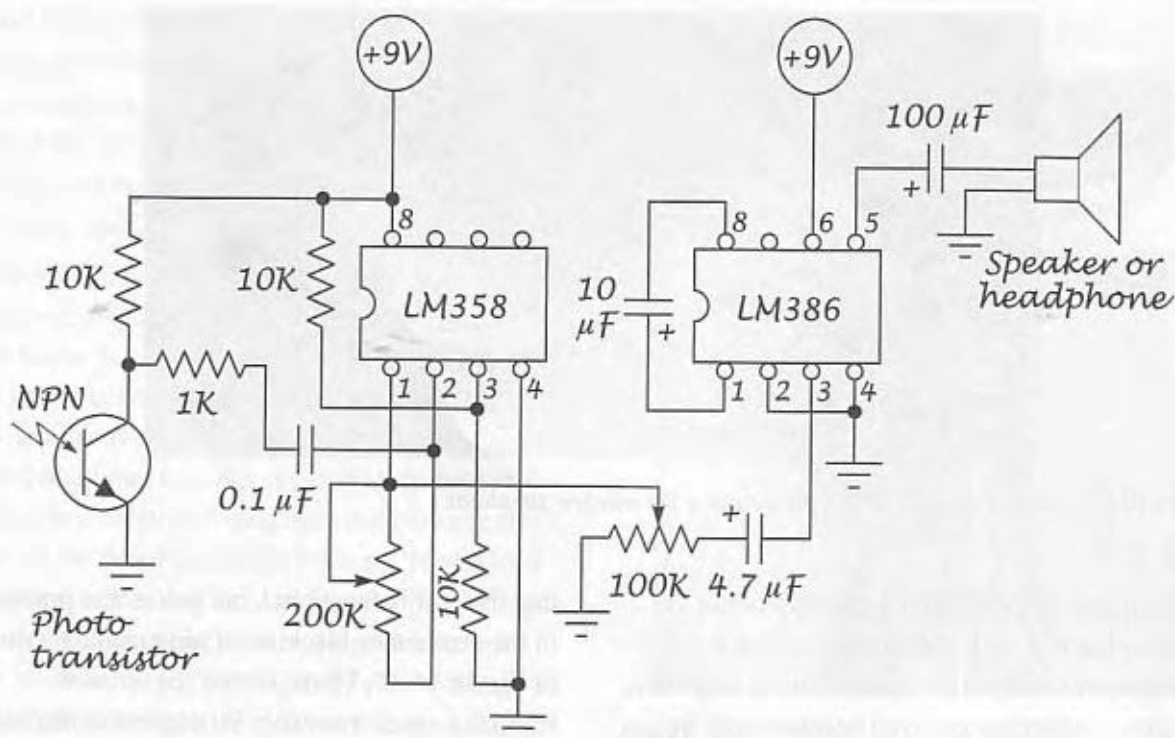 +9V
+9V
100 µF
+
8
8
6
5
10K
10K
LM358
10
µF
+
LM386
Speaker or
headphone
1
2
3
4
1
2
3
4
NPN
1K
0.1 µF
+
200K
10K
100K
4.7 µF
Photo-
transistor